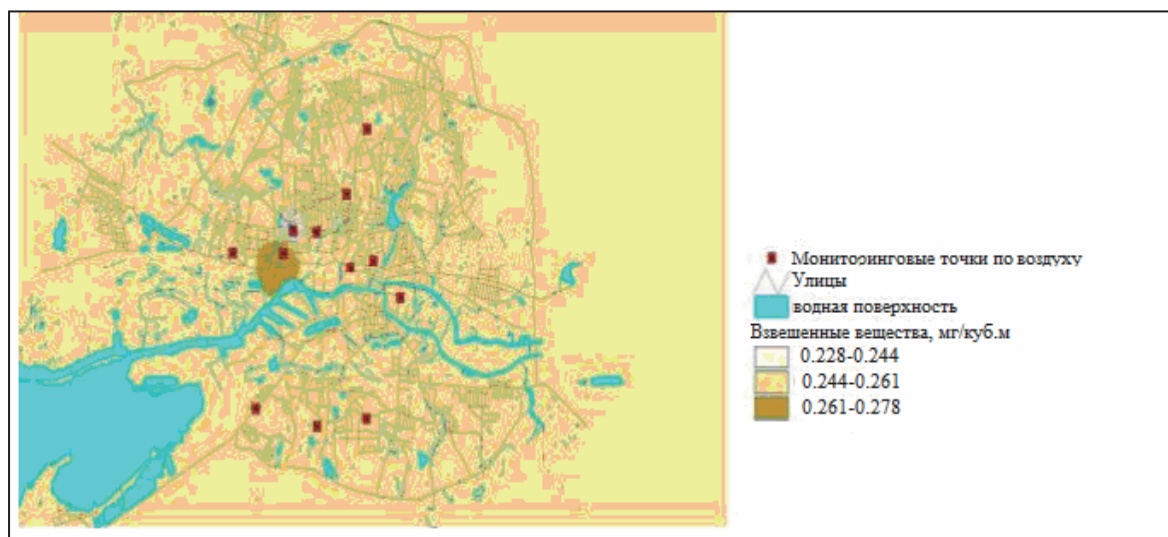 Мониторинговые точки по воздуху
Улицы
водная поверхность
Взвешенные вещества, мг/куб.м
0.228-0.244
0.244-0.261
0.261-0.278